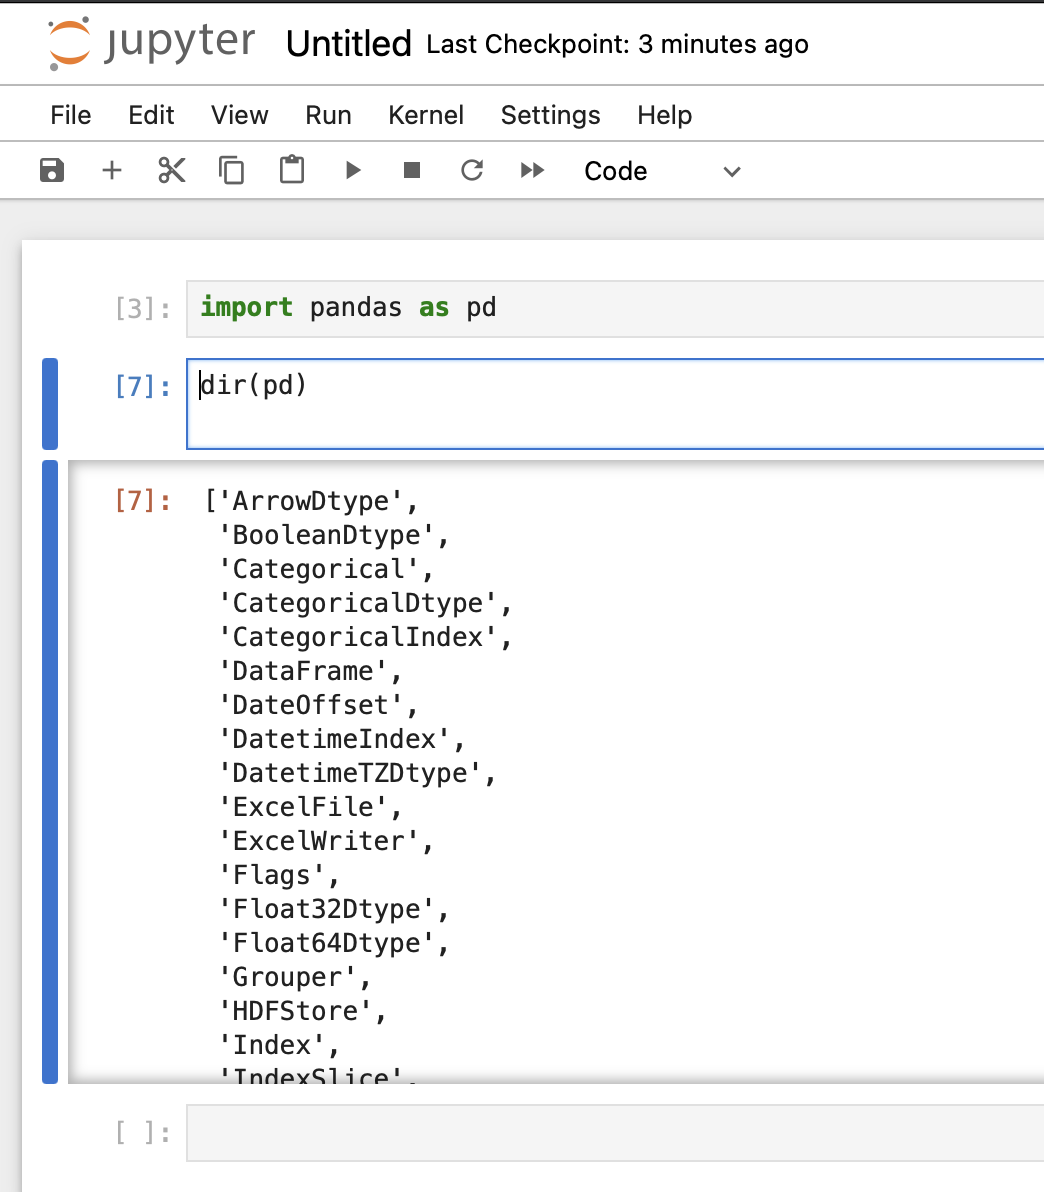 jupyter Untitled Last Checkpoint: 3 minutes ago
File Edit View Run Kernel Settings Help
Code
[3]: import pandas as pd
[7]: dir(pd)
[7]: ['ArrowDtype',
'BooleanDtype',
'Categorical',
'CategoricalDtype',
'CategoricalIndex',
'DataFrame',
'DateOffset',
'DatetimeIndex',
'DatetimeTZDtype',
'ExcelFile',
'ExcelWriter',
'Flags',
'Float32Dtype',
'Float64Dtype',
'Grouper',
'HDFStore',
'Index',
'IndexSlice',
[ ]: